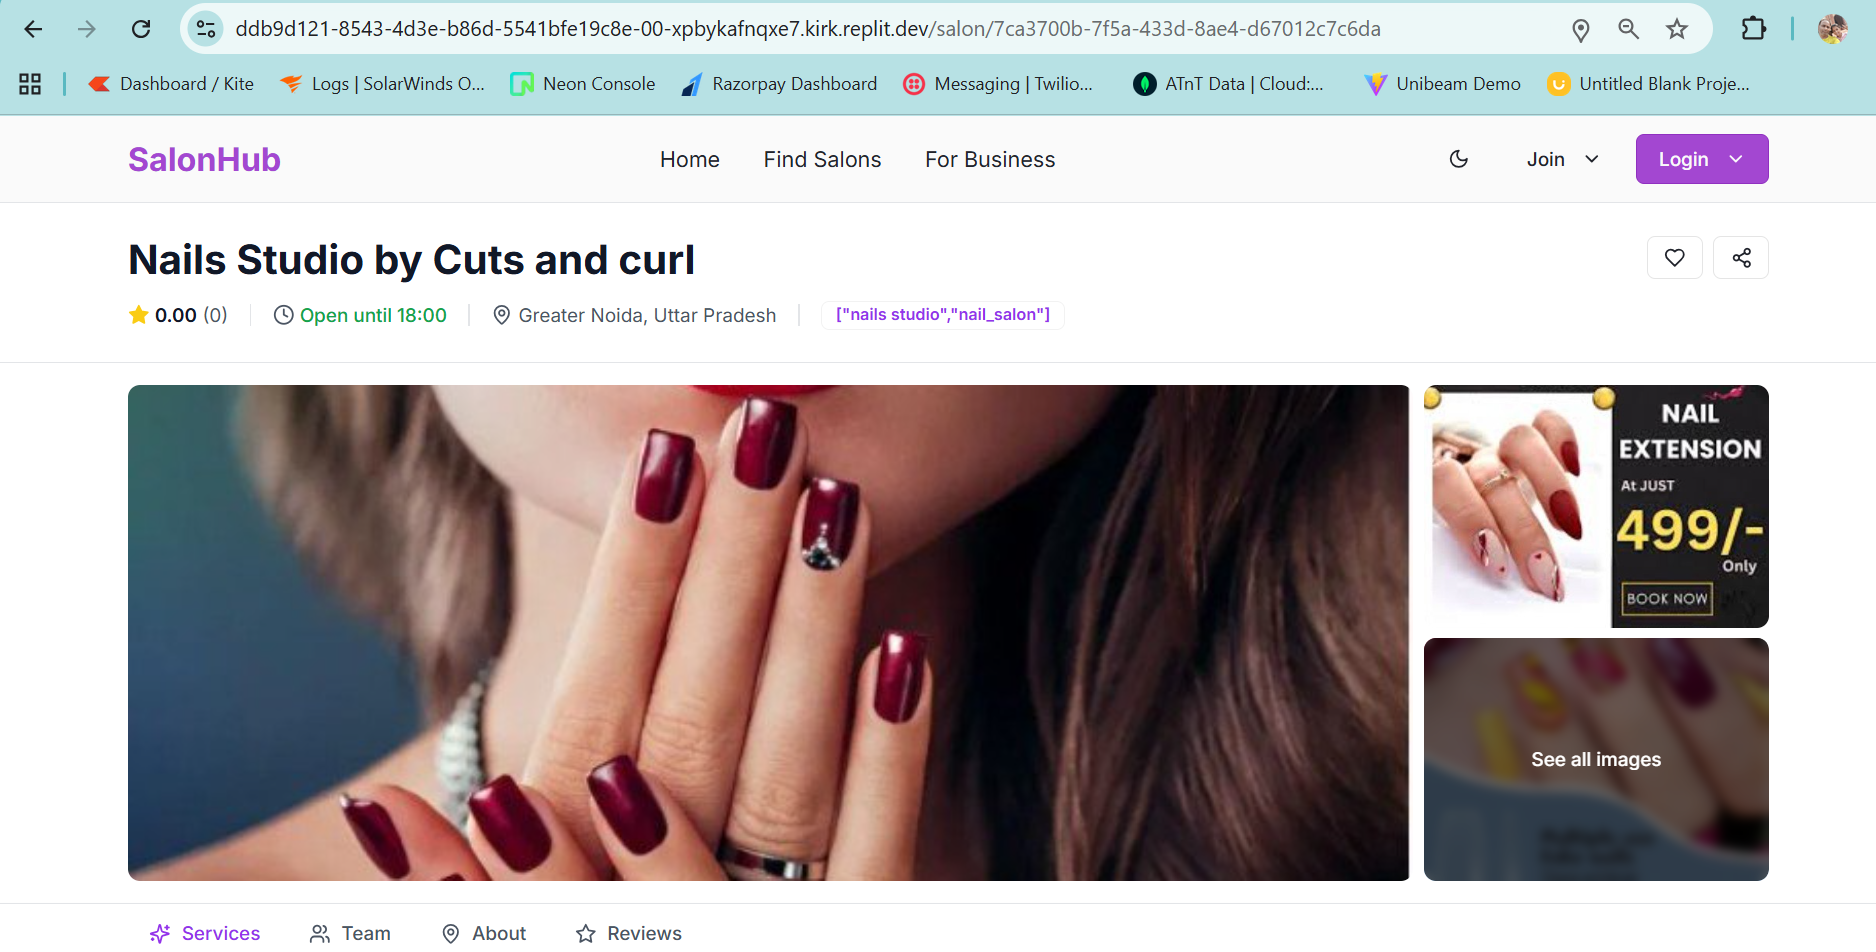 ddb9d121-8543-4d3e-b86d-5541bfe19c8e-00-xpbykafnqxe7.kirk.replit.dev/salon/7ca3700b-7f5a-433d-8ae4-d67012c7c6da
Dashboard / Kite
Logs | SolarWinds O...
Neon Console
Razorpay Dashboard
Messaging | Twilio...
ATnT Data | Cloud:...
Unibeam Demo
Untitled Blank Proje...
SalonHub
Home
Find Salons
For Business
Join
Login
Nails Studio by Cuts and curl
0.00 (0)
Open until 18:00
Greater Noida, Uttar Pradesh
["nails studio","nail_salon"]
NAIL
EXTENSION
At JUST
499/-
Only
BOOK NOW
See all images
Services
Team
About
Reviews